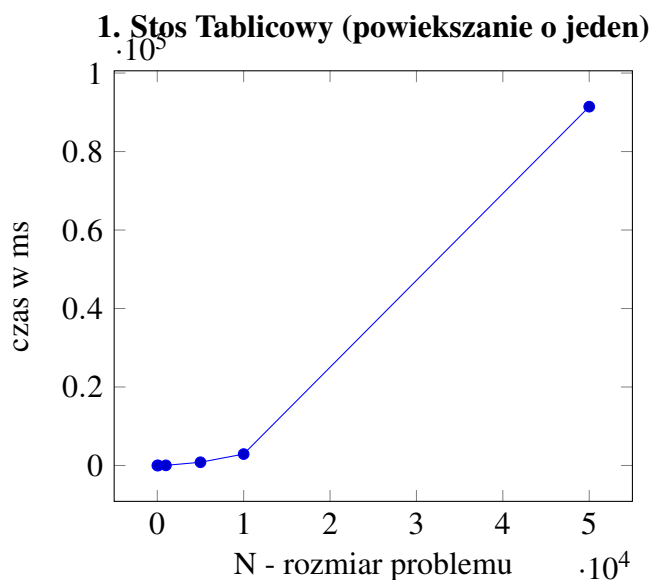 1. Stos Tablicowy (powiekszanie o jeden)
·10^5
1
0.8
0.6
0.4
0.2
0
czas w ms
0 1 2 3 4 5
N - rozmiar problemu
·10^4